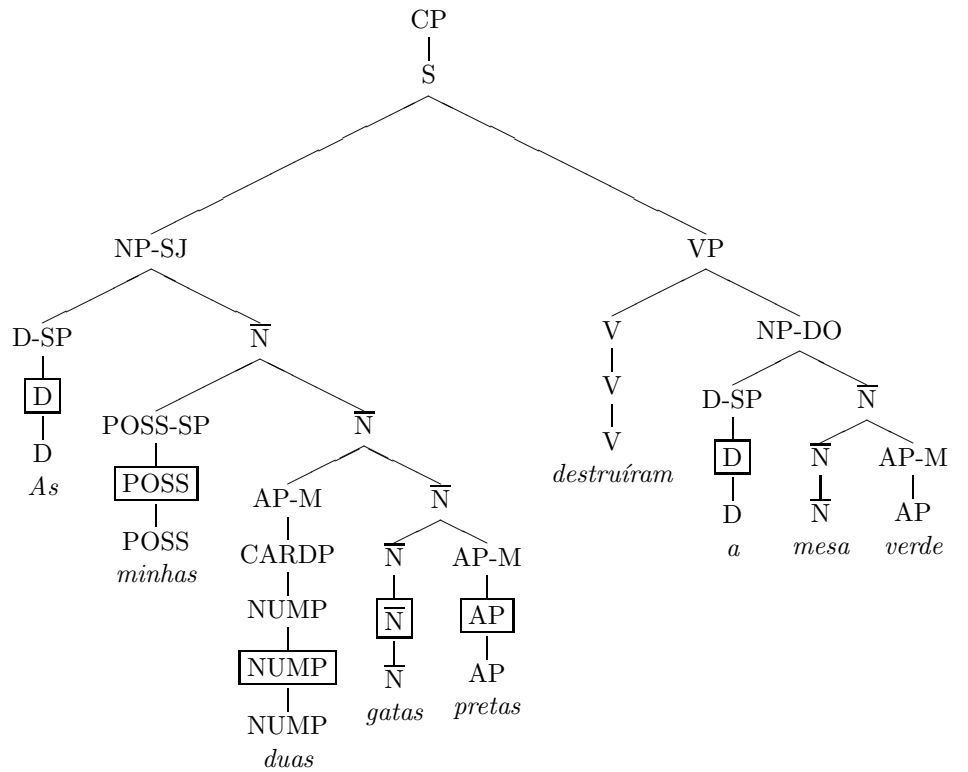 CP
S
NP-SJ VP
D-SP N̅ V NP-DO
D POSS-SP N̅ V D-SP N̅
D POSS AP-M N̅ V D N̅ AP-M
As POSS CARDP N̅ AP-M destruíram D N̅ AP
minhas NUMP N̅ AP a mesa verde
NUMP N̅ AP
NUMP gatas pretas
duas